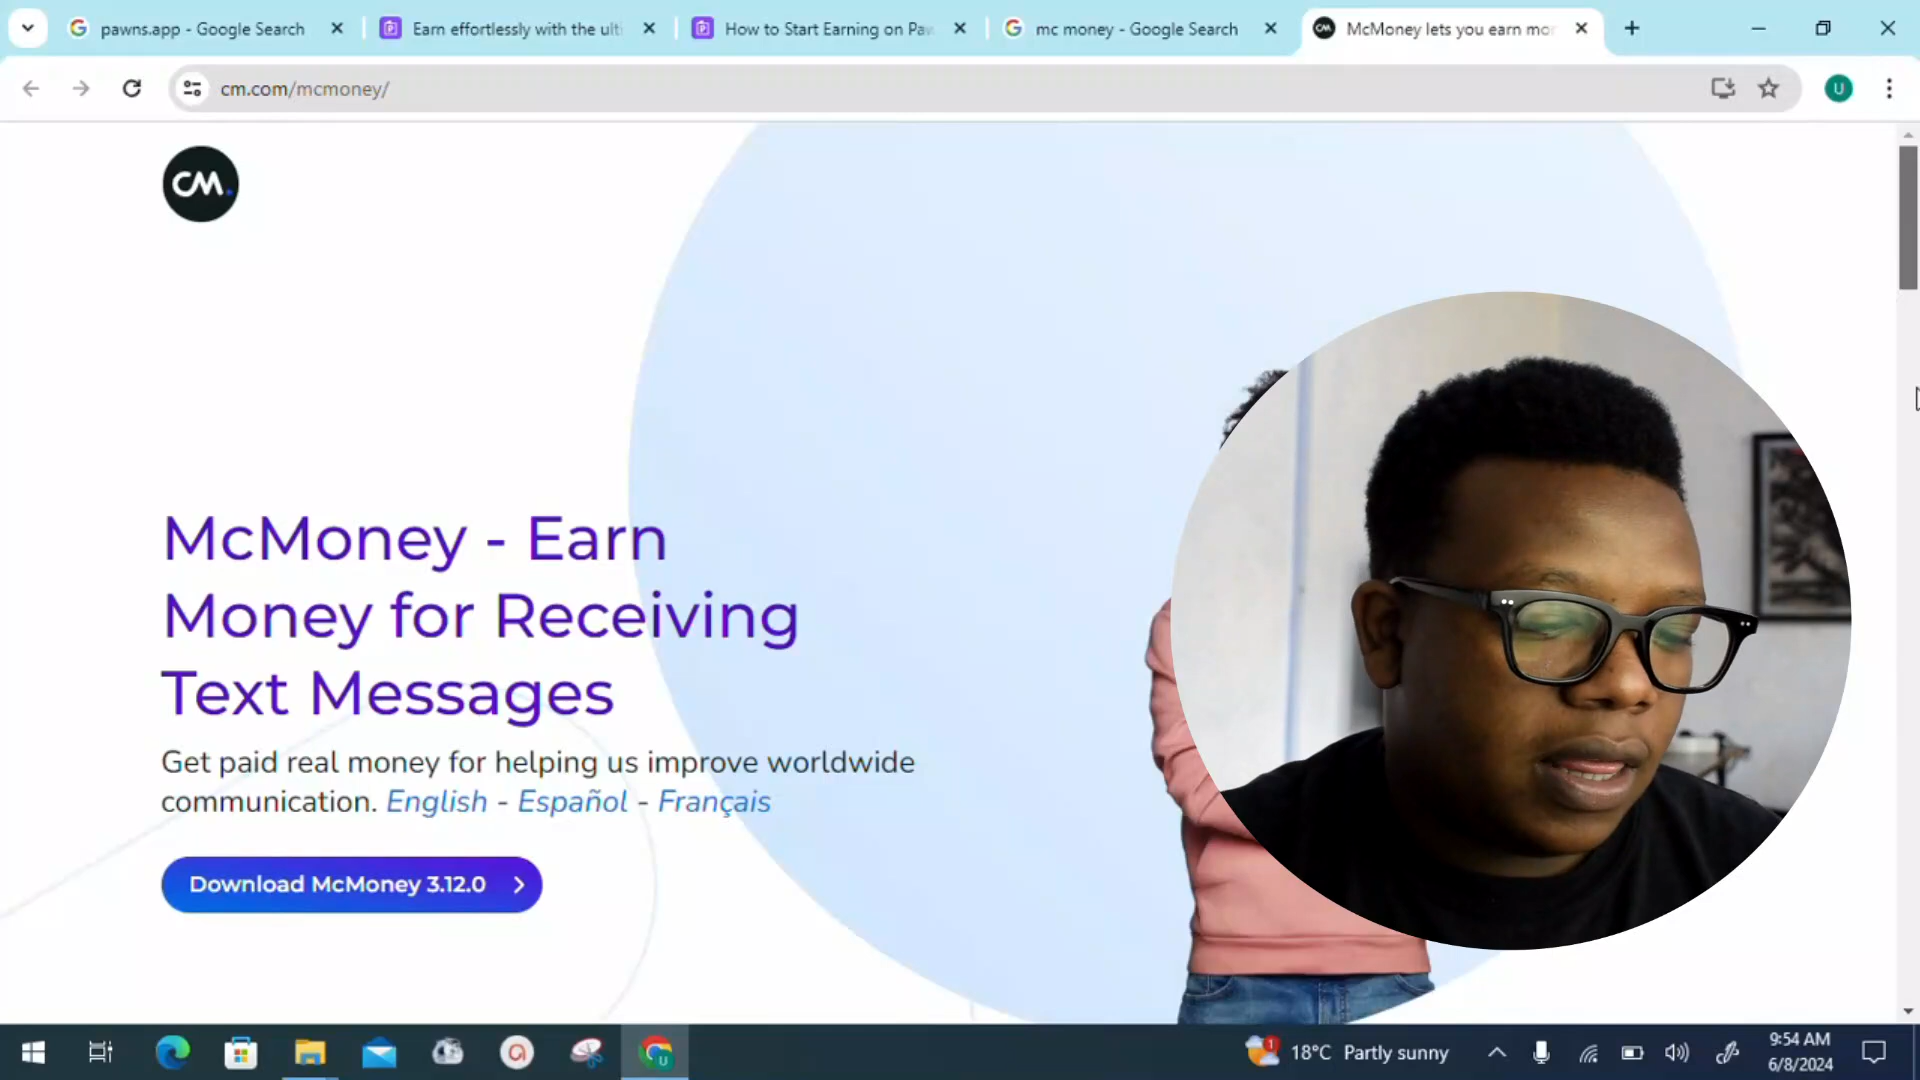 pawns.app - Google Search
Earn effortlessly with the ulti
How to Start Earning on Paw
mc money - Google Search
McMoney lets you earn mor
cm.com/mcmoney/
U
CM.
McMoney - Earn
Money for Receiving
Text Messages
Get paid real money for helping us improve worldwide
communication. English - Español - Français
Download McMoney 3.12.0
1
18°C Partly sunny
9:54 AM
6/8/2024